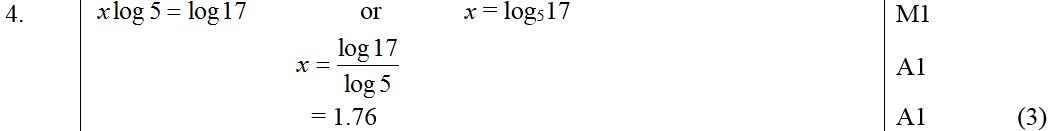 4. x log 5 = log 17 or x = log₅17 M1
x = log 17 / log 5 A1
= 1.76 A1 (3)